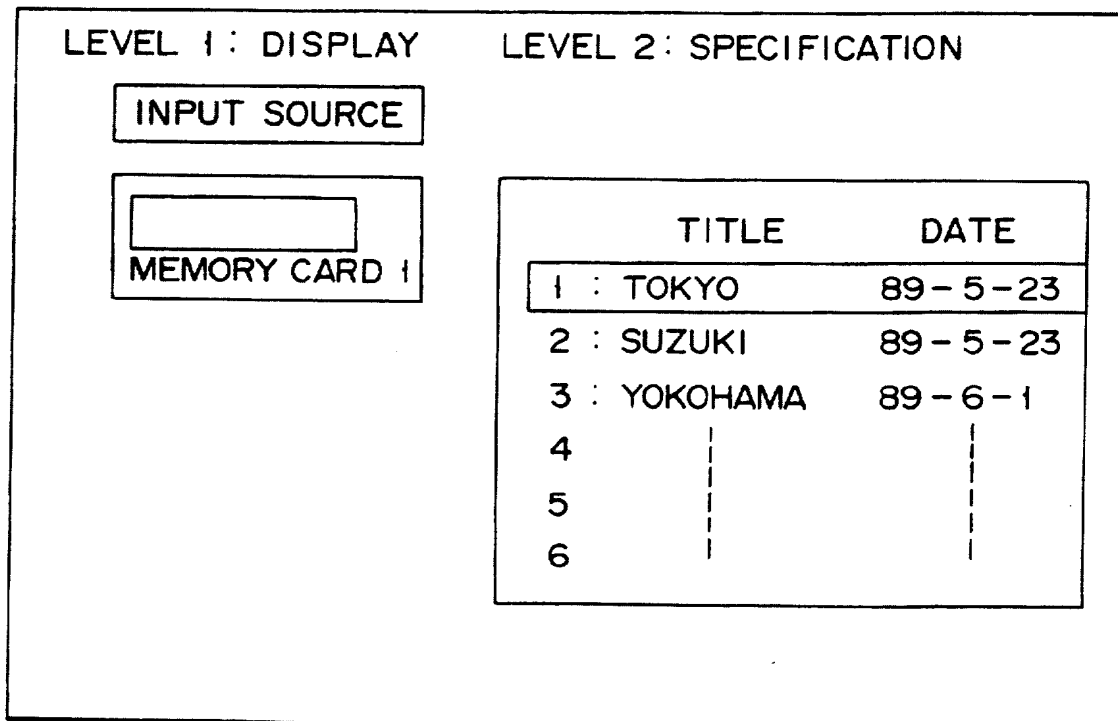 LEVEL 1 : DISPLAY
INPUT SOURCE
MEMORY CARD 1
LEVEL 2 : SPECIFICATION
TITLE DATE
1 : TOKYO 89-5-23
2 : SUZUKI 89-5-23
3 : YOKOHAMA 89-6-1
4
5
6